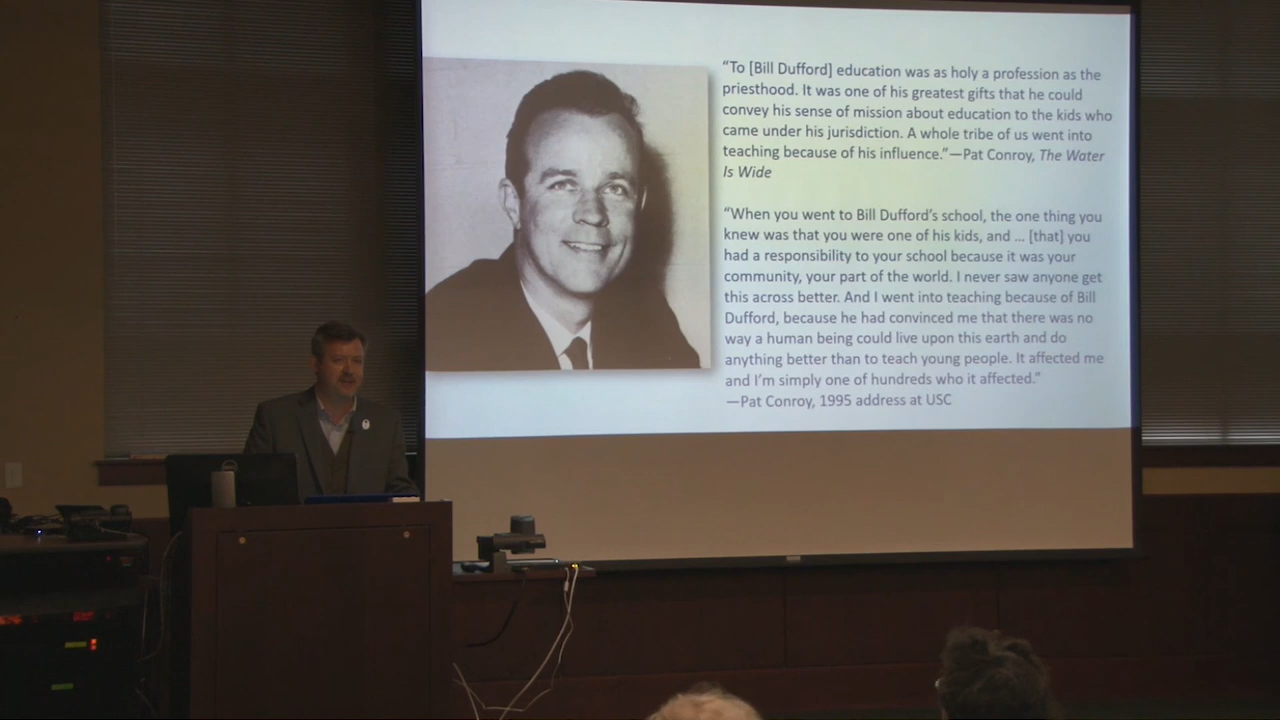 “To [Bill Dufford] education was as holy a profession as the
priesthood. It was one of his greatest gifts that he could
convey his sense of mission about education to the kids who
came under his jurisdiction. A whole tribe of us went into
teaching because of his influence.”—Pat Conroy, The Water
Is Wide
“When you went to Bill Dufford’s school, the one thing you
knew was that you were one of his kids, and ... [that] you
had a responsibility to your school because it was your
community, your part of the world. I never saw anyone get
this across better. And I went into teaching because of Bill
Dufford, because he had convinced me that there was no
way a human being could live upon this earth and do
anything better than to teach young people. It affected me
and I’m simply one of hundreds who it affected.”
—Pat Conroy, 1995 address at USC